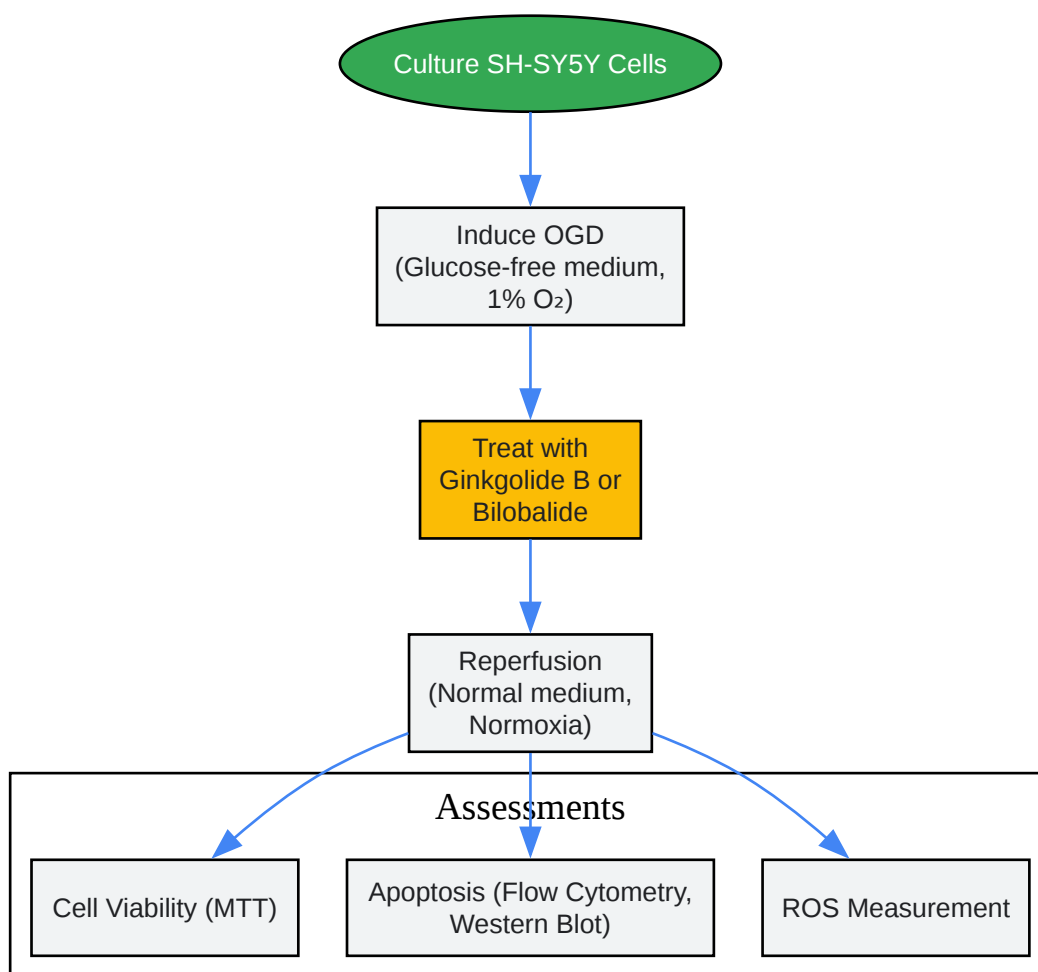 Culture SH-SY5Y Cells
Induce OGD
(Glucose-free medium,
1% O₂)
Treat with
Ginkgolide B or
Bilobalide
Reperfusion
(Normal medium,
Normoxia)
Assessments
Cell Viability (MTT)
Apoptosis (Flow Cytometry,
Western Blot)
ROS Measurement